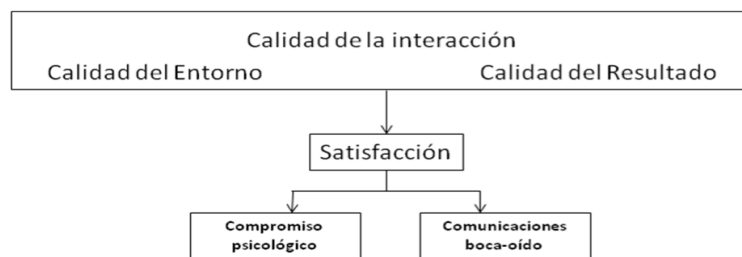 Calidad de la interacción
Calidad del Entorno
Calidad del Resultado
Satisfacción
Compromiso
psicológico
Comunicaciones
boca-oído